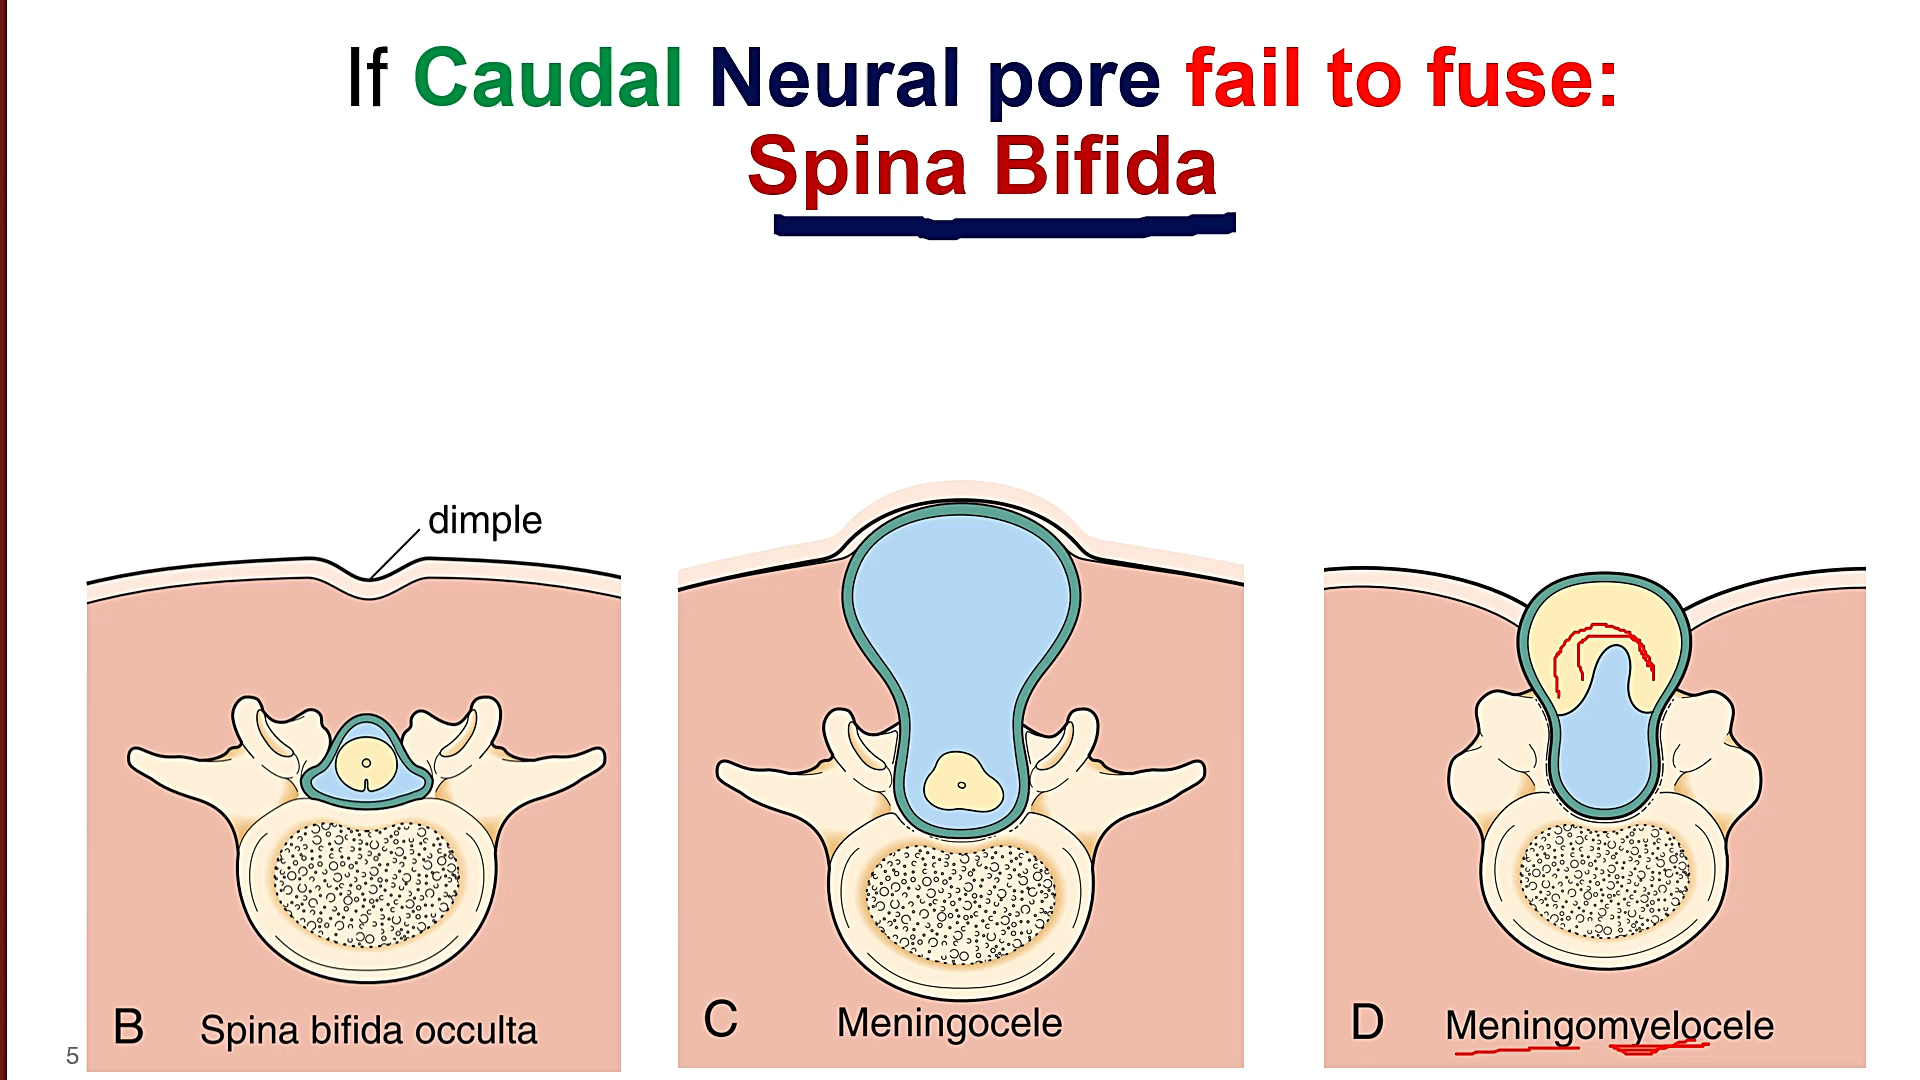 If Caudal Neural pore fail to fuse:
Spina Bifida
dimple
B Spina bifida occulta
C Meningocele
D Meningomyelocele
5